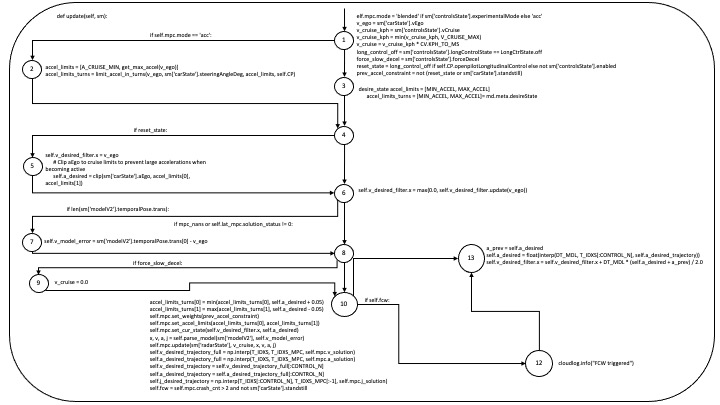 def update(self, sm):
if self.mpc.mode == 'acc':
elf.mpc.mode = 'blended' if sm['controlsState'].experimentalMode else 'acc'
v_ego = sm['carState'].vEgo
v_cruise_kph = sm['controlsState'].vCruise
v_cruise_kph = min(v_cruise_kph, V_CRUISE_MAX)
v_cruise = v_cruise_kph * CV.KPH_TO_MS
long_control_off = sm['controlsState'].longControlState == LongCtrlState.off
force_slow_decel = sm['controlsState'].forceDecel
reset_state = long_control_off if self.CP.openpilotLongitudinalControl else not sm['controlsState'].enabled
prev_accel_constraint = not (reset_state or sm['carState'].standstill)
1
2
accel_limits = [A_CRUISE_MIN, get_max_accel(v_ego)]
accel_limits_turns = limit_accel_in_turns(v_ego, sm['carState'].steeringAngleDeg, accel_limits, self.CP)
3
desire_state accel_limits = [MIN_ACCEL, MAX_ACCEL]
accel_limits_turns = [MIN_ACCEL, MAX_ACCEL]= md.meta.desireState
if reset_state:
4
5
self.v_desired_filter.x = v_ego
# Clip aEgo to cruise limits to prevent large accelerations when
becoming active
self.a_desired = clip(sm['carState'].aEgo, accel_limits[0],
accel_limits[1])
6
self.v_desired_filter.x = max(0.0, self.v_desired_filter.update(v_ego))
if len(sm['modelV2'].temporalPose.trans):
if mpc_nans or self.lat_mpc.solution_status != 0:
7
self.v_model_error = sm['modelV2'].temporalPose.trans[0] - v_ego
8
if force_slow_decel:
9
v_cruise = 0.0
10
if self.fcw:
13
a_prev = self.a_desired
self.a_desired = float(interp(DT_MDL, T_IDXS[:CONTROL_N], self.a_desired_trajectory))
self.v_desired_filter.x = self.v_desired_filter.x + DT_MDL * (self.a_desired + a_prev) / 2.0
accel_limits_turns[0] = min(accel_limits_turns[0], self.a_desired + 0.05)
accel_limits_turns[1] = max(accel_limits_turns[1], self.a_desired - 0.05)
self.mpc.set_weights(prev_accel_constraint)
self.mpc.set_accel_limits(accel_limits_turns[0], accel_limits_turns[1])
self.mpc.set_cur_state(self.v_desired_filter.x, self.a_desired)
x, v, a, j = self.parse_model(sm['modelV2'], self.v_model_error)
self.mpc.update(sm['radarState'], v_cruise, x, v, a, j)
self.v_desired_trajectory_full = np.interp(T_IDXS, T_IDXS_MPC, self.mpc.v_solution)
self.a_desired_trajectory_full = np.interp(T_IDXS, T_IDXS_MPC, self.mpc.a_solution)
self.v_desired_trajectory = self.v_desired_trajectory_full[:CONTROL_N]
self.a_desired_trajectory = self.a_desired_trajectory_full[:CONTROL_N]
self.j_desired_trajectory = np.interp(T_IDXS[:CONTROL_N], T_IDXS_MPC[:-1], self.mpc.j_solution)
self.fcw = self.mpc.crash_cnt > 2 and not sm['carState'].standstill
12
cloudlog.info("FCW triggered")